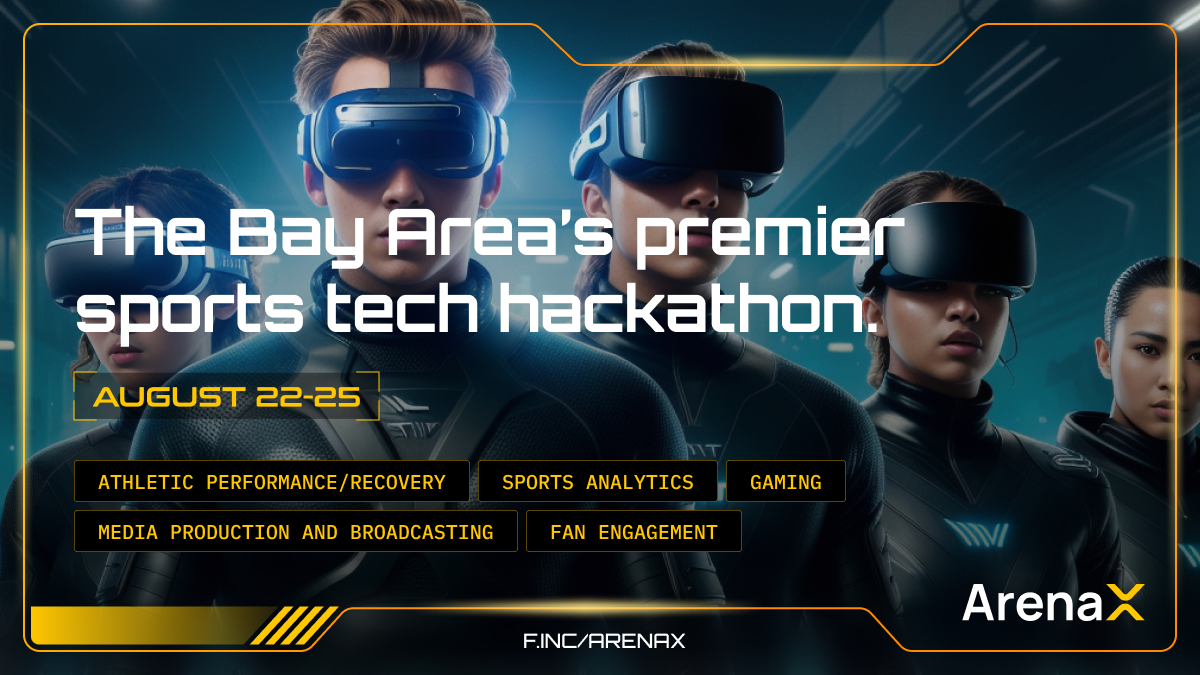 The Bay Area’s premier
sports tech hackathon.
AUGUST 22-25
ATHLETIC PERFORMANCE/RECOVERY SPORTS ANALYTICS GAMING
MEDIA PRODUCTION AND BROADCASTING FAN ENGAGEMENT
ArenaX
F.INC/ARENAX